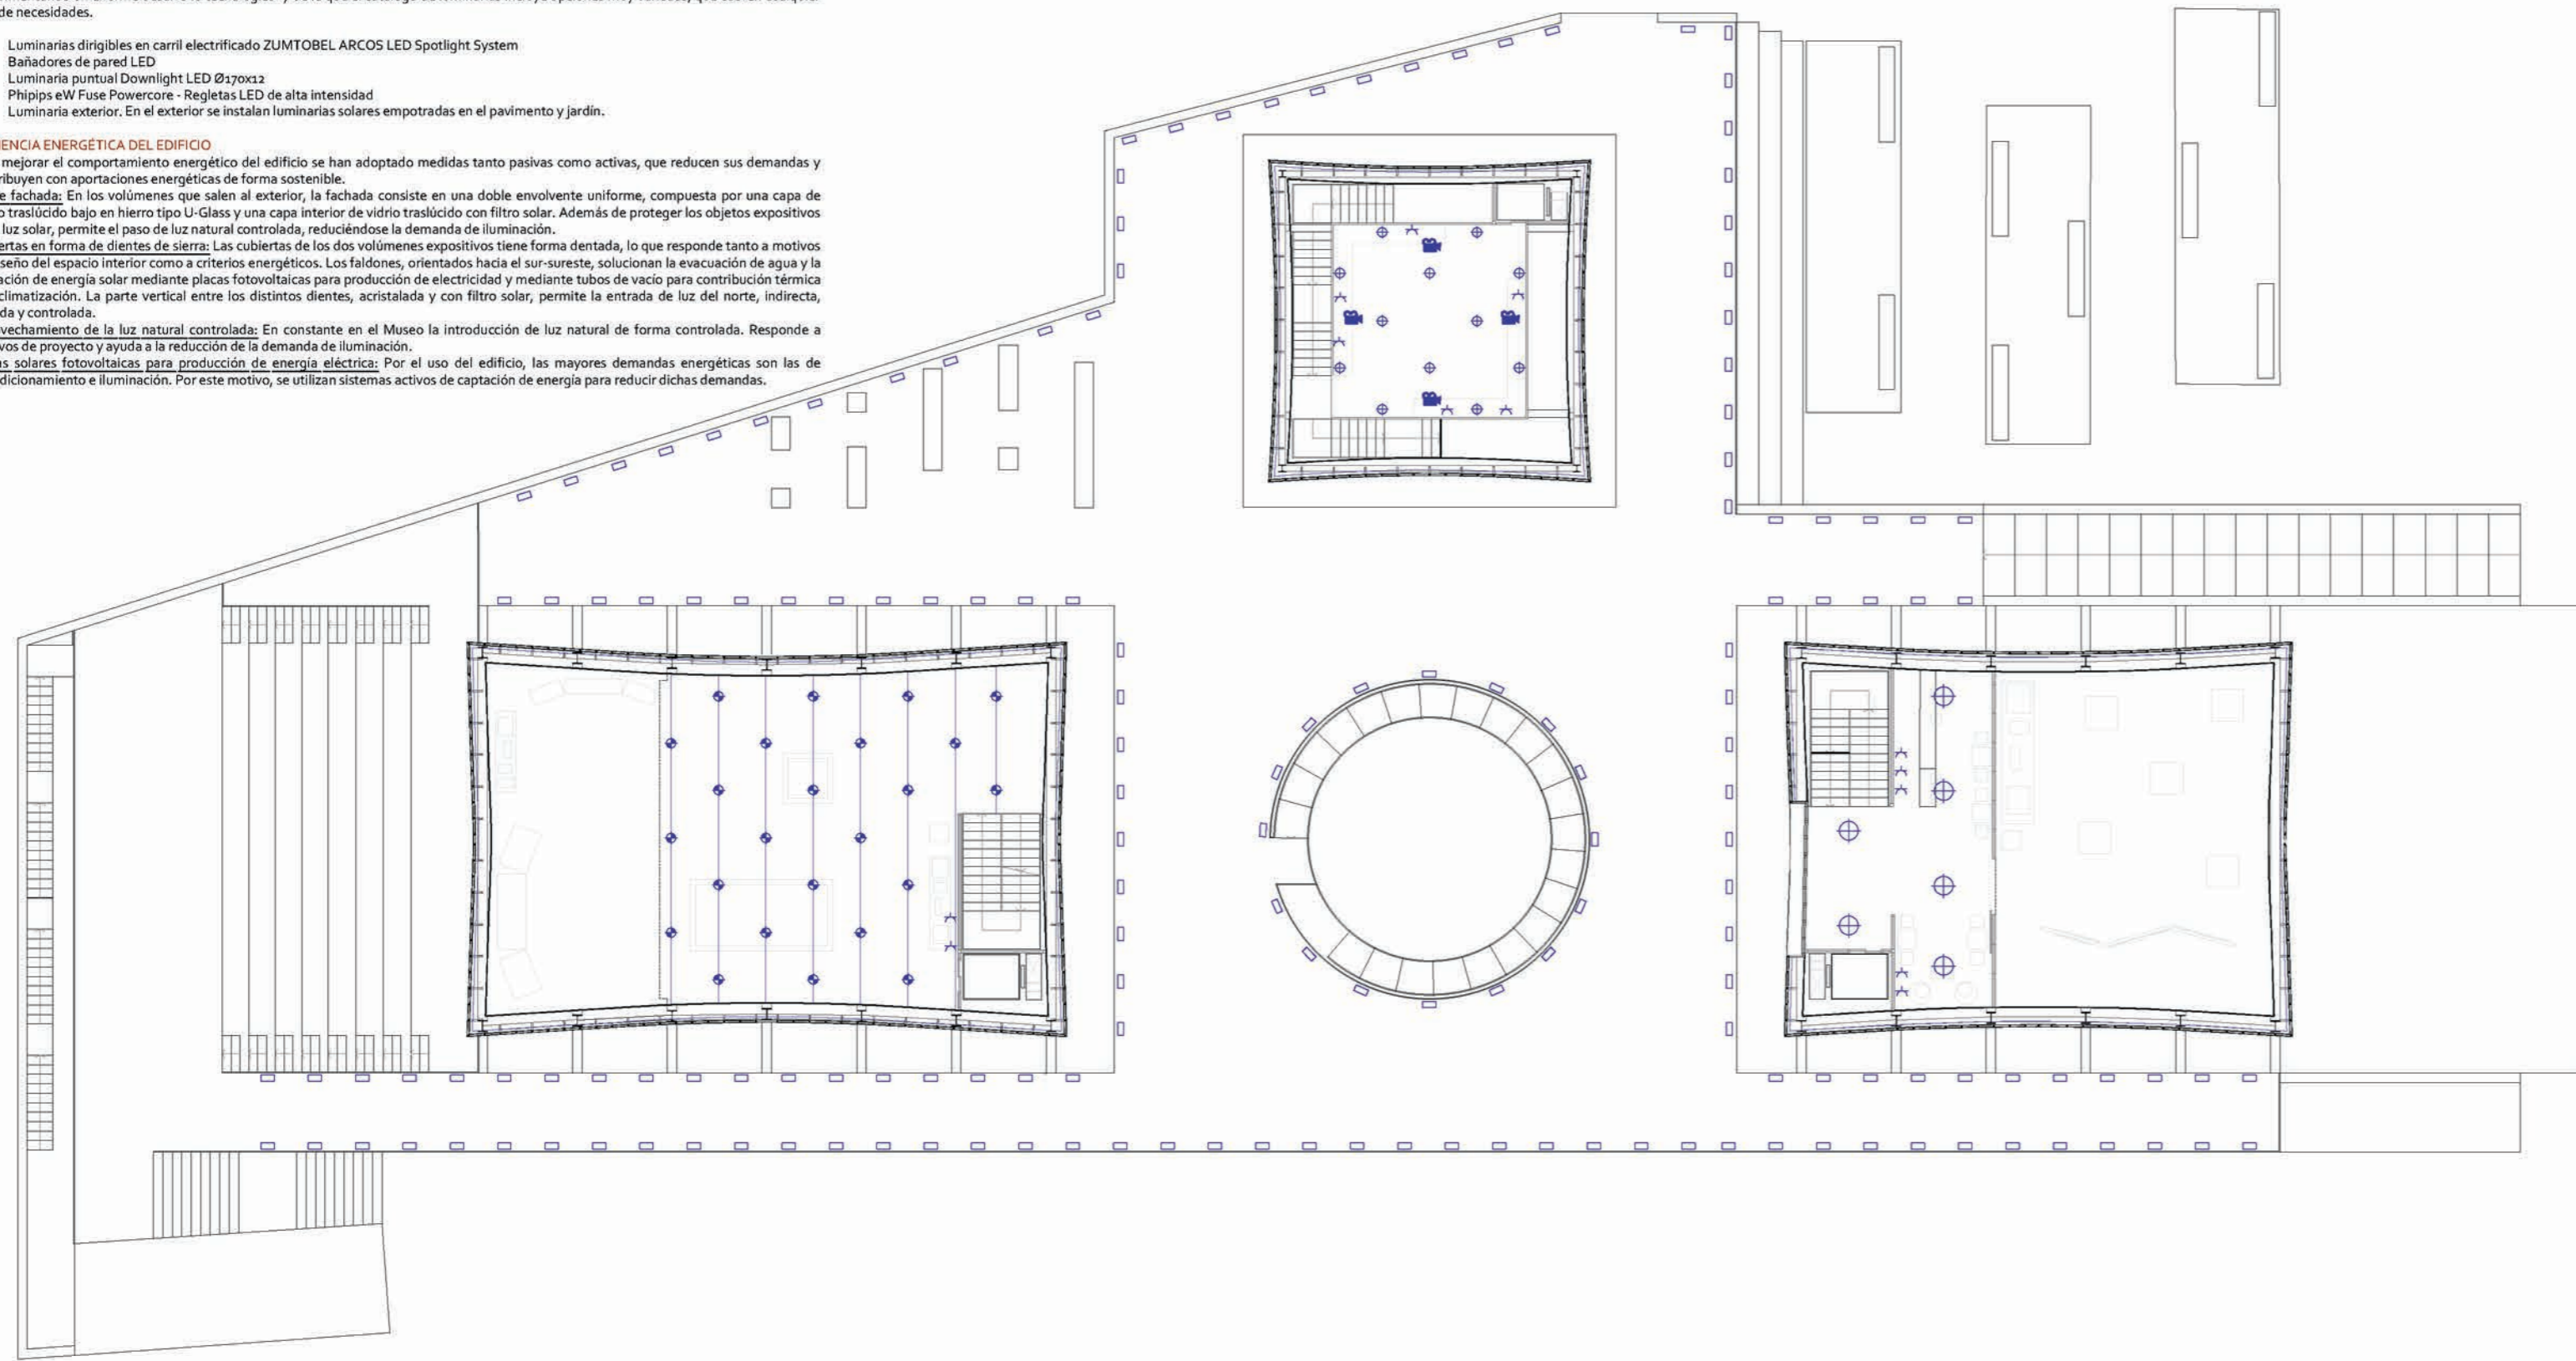 de necesidades.
Luminarias dirigibles en carril electrificado ZUMTOBEL ARCOS LED Spotlight System
Bañadores de pared LED
Luminaria puntual Downlight LED Ø170x12
Phipips eW Fuse Powercore - Regletas LED de alta intensidad
Luminaria exterior. En el exterior se instalan luminarias solares empotradas en el pavimento y jardín.
ENCIA ENERGÉTICA DEL EDIFICIO
mejorar el comportamiento energético del edificio se han adoptado medidas tanto pasivas como activas, que reducen sus demandas y
ribuyen con aportaciones energéticas de forma sostenible.
e fachada: En los volúmenes que salen al exterior, la fachada consiste en una doble envolvente uniforme, compuesta por una capa de
o traslúcido bajo en hierro tipo U-Glass y una capa interior de vidrio traslúcido con filtro solar. Además de proteger los objetos expositivos
luz solar, permite el paso de luz natural controlada, reduciéndose la demanda de iluminación.
ertas en forma de dientes de sierra: Las cubiertas de los dos volúmenes expositivos tiene forma dentada, lo que responde tanto a motivos
seño del espacio interior como a criterios energéticos. Los faldones, orientados hacia el sur-sureste, solucionan la evacuación de agua y la
ación de energía solar mediante placas fotovoltaicas para producción de electricidad y mediante tubos de vacío para contribución térmica
climatización. La parte vertical entre los distintos dientes, acristalada y con filtro solar, permite la entrada de luz del norte, indirecta,
da y controlada.
vechamiento de la luz natural controlada: En constante en el Museo la introducción de luz natural de forma controlada. Responde a
vos de proyecto y ayuda a la reducción de la demanda de iluminación.
as solares fotovoltaicas para producción de energía eléctrica: Por el uso del edificio, las mayores demandas energéticas son las de
dicionamiento e iluminación. Por este motivo, se utilizan sistemas activos de captación de energía para reducir dichas demandas.